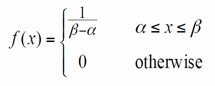 f(x) = { 1/(β−α)    α ≤ x ≤ β
0    otherwise